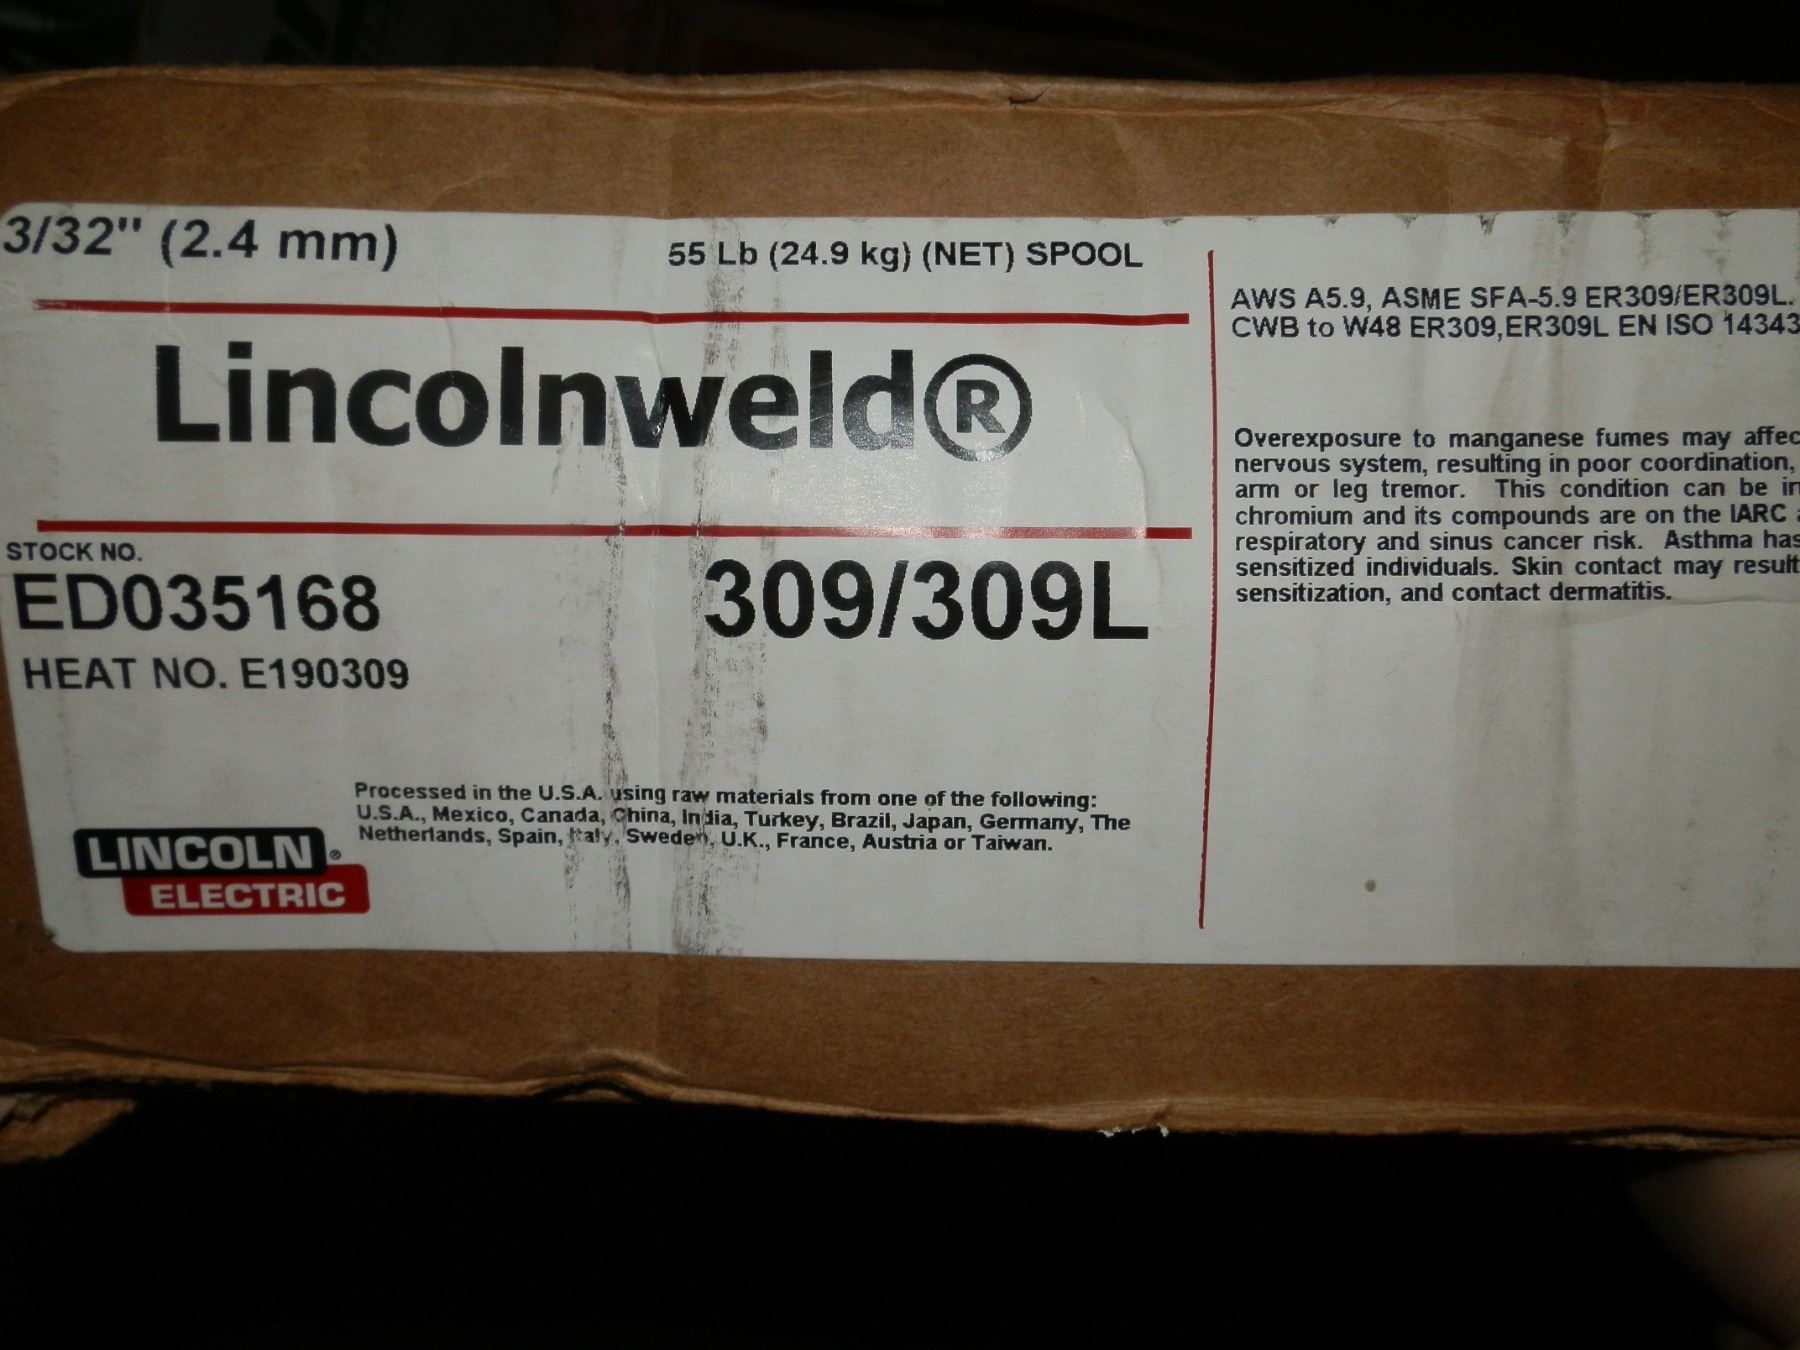 3/32" (2.4 mm)
55 Lb (24.9 kg) (NET) SPOOL
Lincolnweld®
STOCK NO.
ED035168
309/309L
HEAT NO. E190309
Processed in the U.S.A. using raw materials from one of the following:
U.S.A., Mexico, Canada, China, India, Turkey, Brazil, Japan, Germany, The
Netherlands, Spain, Italy, Sweden, U.K., France, Austria or Taiwan.
LINCOLN ®
ELECTRIC
AWS A5.9, ASME SFA-5.9 ER309/ER309L.
CWB to W48 ER309,ER309L EN ISO 14343
Overexposure to manganese fumes may affec
nervous system, resulting in poor coordination,
arm or leg tremor. This condition can be
chromium and its compounds are on the IARC
respiratory and sinus cancer risk. Asthma has
sensitized individuals. Skin contact may result
sensitization, and contact dermatitis.